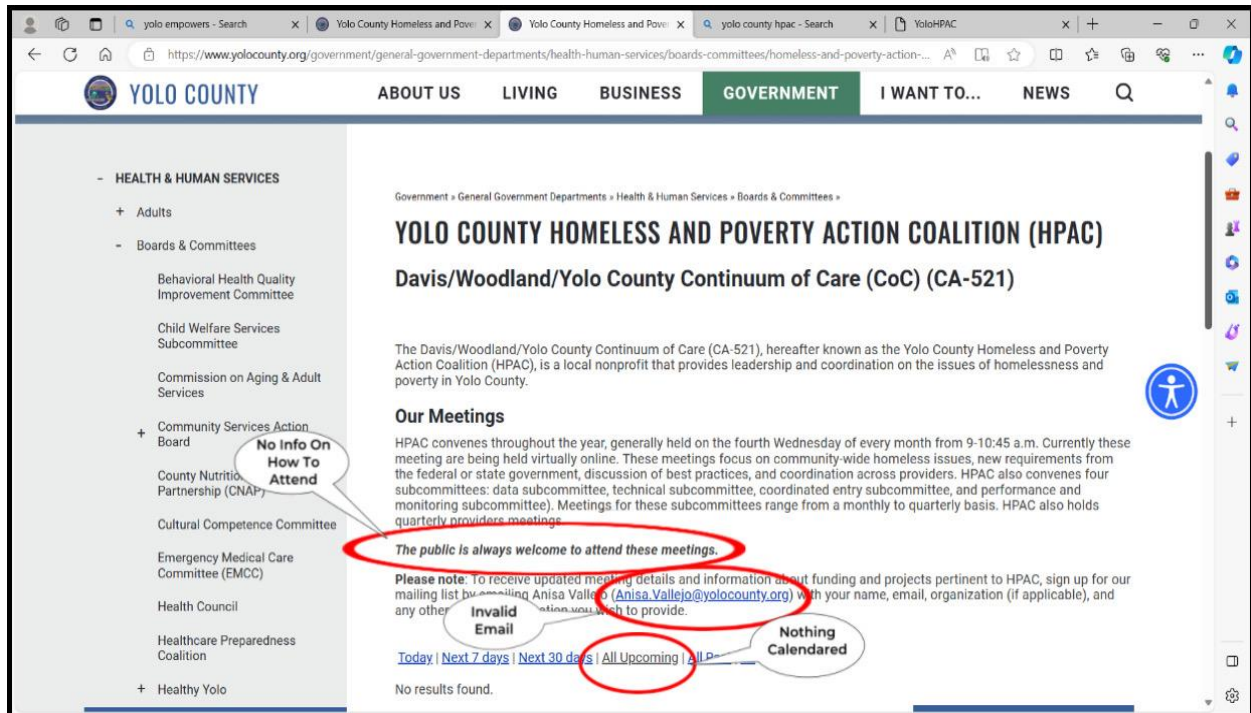 yolo empowers - Search
Yolo County Homeless and Pover
Yolo County Homeless and Pover
yolo county hpac - Search
YoloHPAC
https://www.yolocounty.org/government/general-government-departments/health-human-services/boards-committees/homeless-and-poverty-action-...
YOLO COUNTY
ABOUT US LIVING BUSINESS GOVERNMENT I WANT TO... NEWS
- HEALTH & HUMAN SERVICES
+ Adults
- Boards & Committees
Behavioral Health Quality
Improvement Committee
Child Welfare Services
Subcommittee
Commission on Aging & Adult
Services
+ Community Services Action
Board
County Nutrition
Partnership (CNAP)
Cultural Competence Committee
Emergency Medical Care
Committee (EMCC)
Health Council
Healthcare Preparedness
Coalition
+ Healthy Yolo
Government » General Government Departments » Health & Human Services » Boards & Committees »
YOLO COUNTY HOMELESS AND POVERTY ACTION COALITION (HPAC)
Davis/Woodland/Yolo County Continuum of Care (CoC) (CA-521)
The Davis/Woodland/Yolo County Continuum of Care (CA-521), hereafter known as the Yolo County Homeless and Poverty
Action Coalition (HPAC), is a local nonprofit that provides leadership and coordination on the issues of homelessness and
poverty in Yolo County.
Our Meetings
HPAC convenes throughout the year, generally held on the fourth Wednesday of every month from 9-10:45 a.m. Currently these
meeting are being held virtually online. These meetings focus on community-wide homeless issues, new requirements from
the federal or state government, discussion of best practices, and coordination across providers. HPAC also convenes four
subcommittees: data subcommittee, technical subcommittee, coordinated entry subcommittee, and performance and
monitoring subcommittee). Meetings for these subcommittees range from a monthly to quarterly basis. HPAC also holds
quarterly providers meetings.
The public is always welcome to attend these meetings.
Please note: To receive updated meeting details and information about funding and projects pertinent to HPAC, sign up for our
mailing list by emailing Anisa Vallejo (Anisa.Vallejo@yolocounty.org) with your name, email, organization (if applicable), and
any other you wish to provide.
Today | Next 7 days | Next 30 days | All Upcoming | All
No results found.
No Info On
How To
Attend
Invalid
Email
Nothing
Calendared